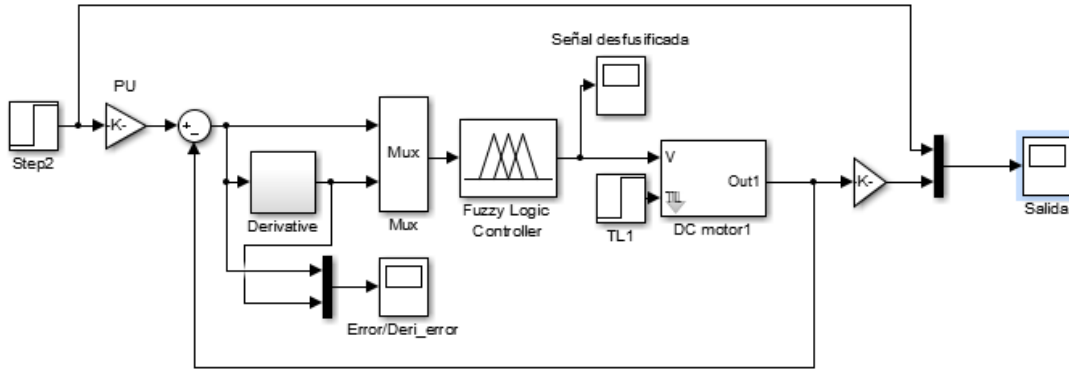 Señal desfusificada
PU
-K-
+
-
Step2
Mux
Mux
Derivative
Fuzzy Logic
Controller
V
TL
Out1
DC motor1
TL1
-K-
Salida
Error/Deri_error